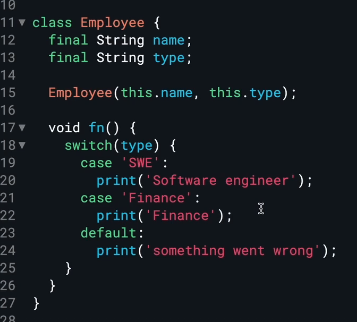 10
11 class Employee {
12   final String name;
13   final String type;
14
15   Employee(this.name, this.type);
16
17   void fn() {
18     switch(type) {
19       case 'SWE':
20         print('Software engineer');
21       case 'Finance':
22         print('Finance');
23       default:
24         print('something went wrong');
25     }
26   }
27 }
28